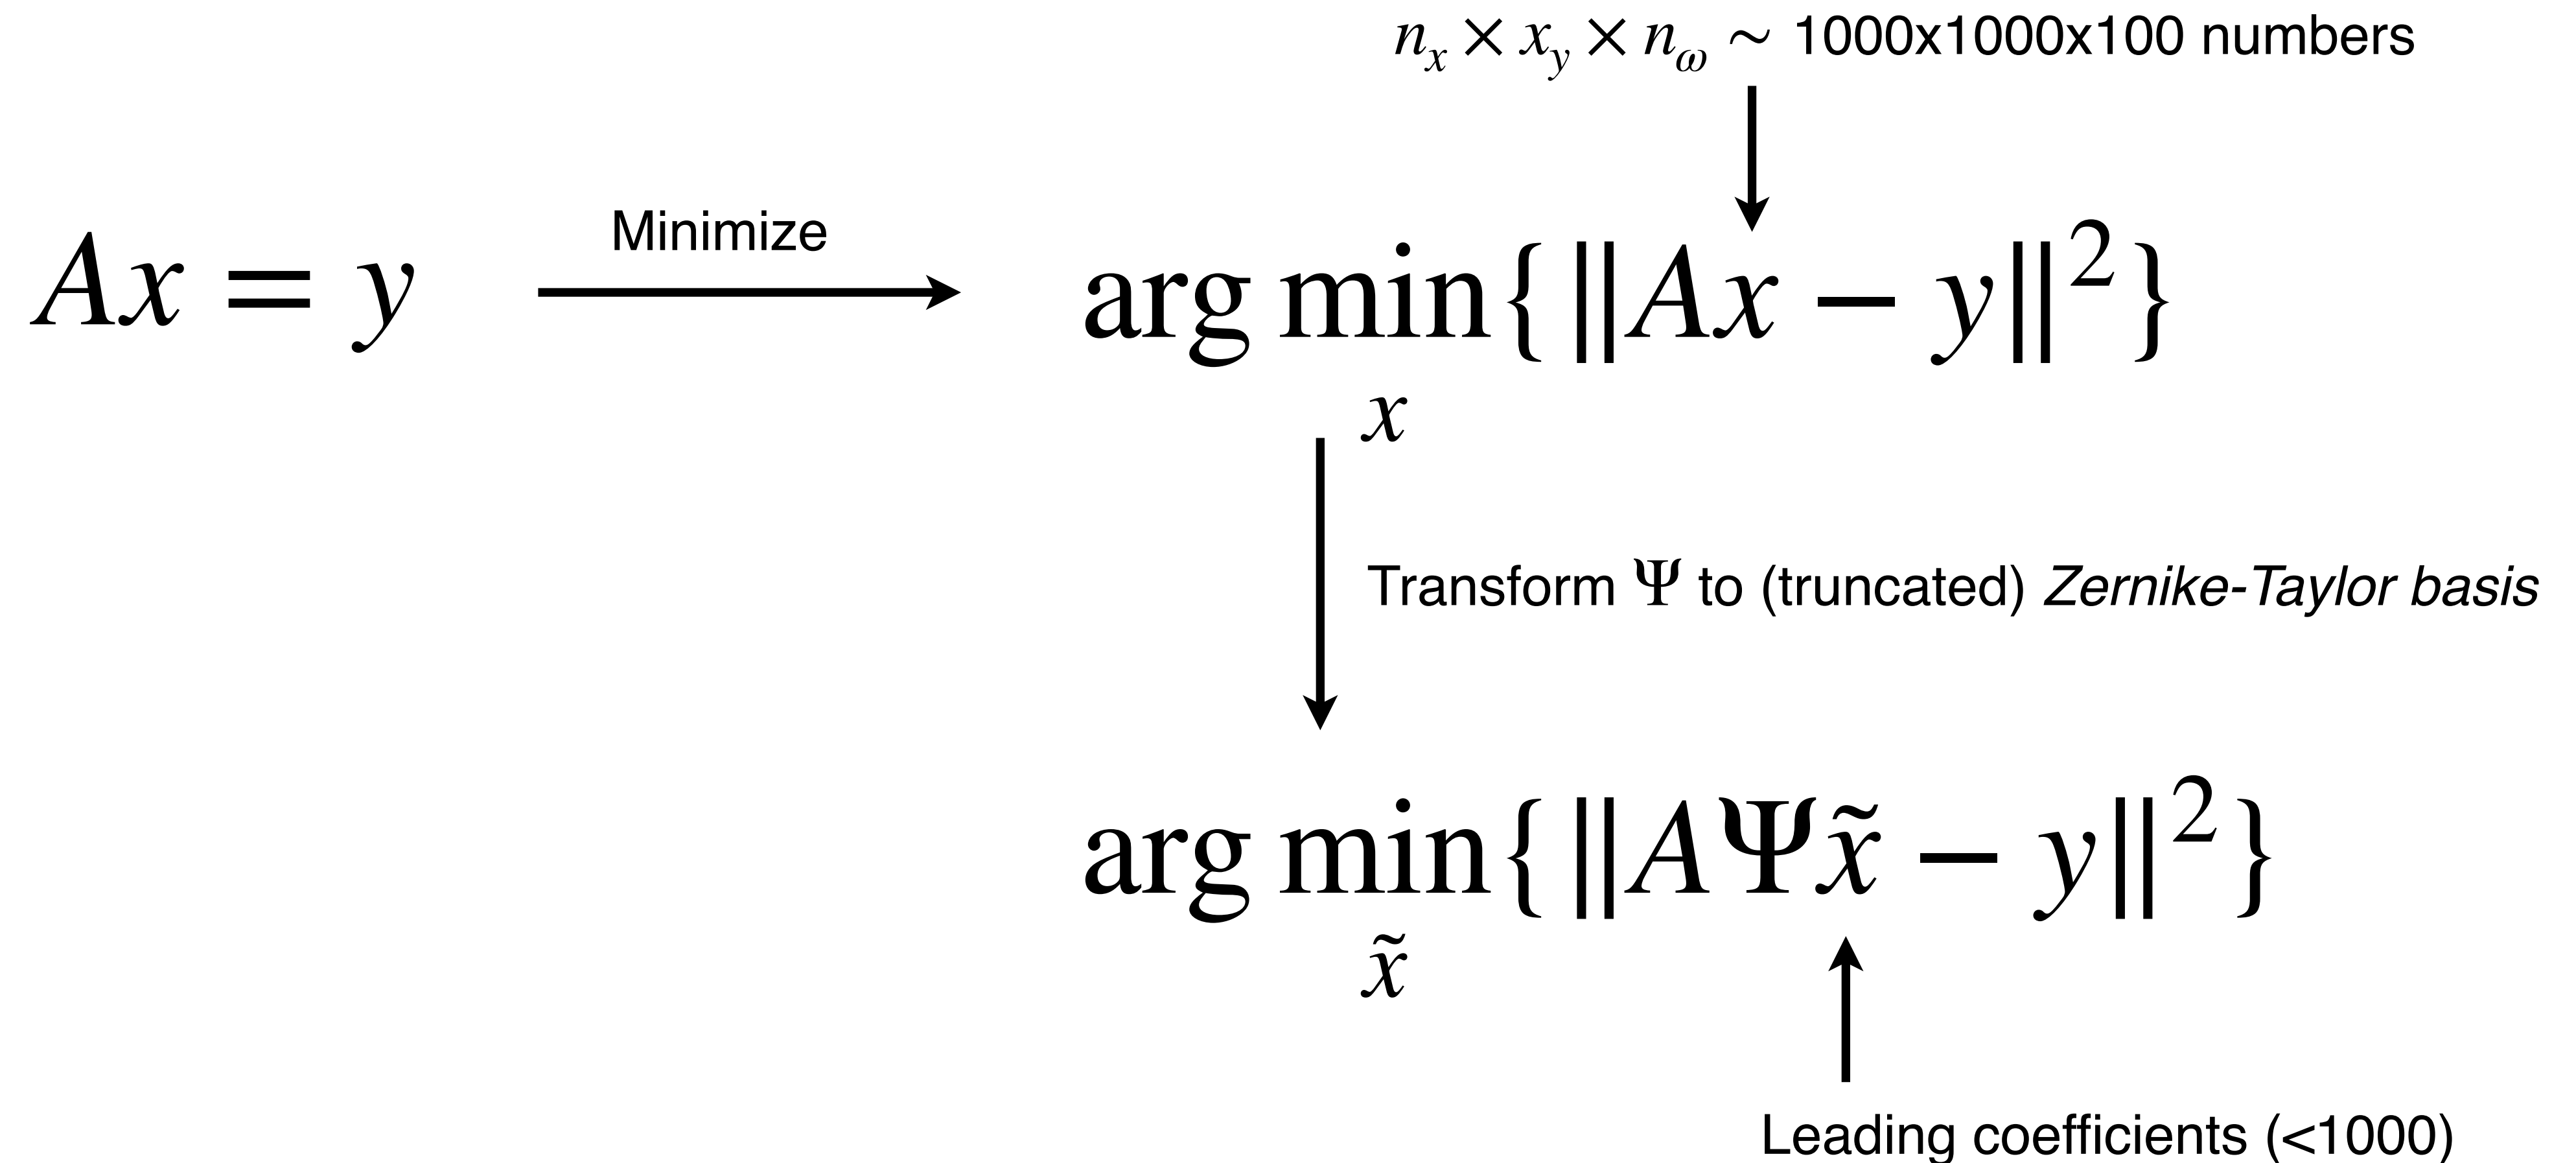 n_x × x_y × n_ω ∼ 1000x1000x100 numbers
Minimize
Ax = y
arg min{ ||Ax − y||² }
x
Transform Ψ to (truncated) Zernike-Taylor basis
arg min{ ||AΨx̃ − y||² }
x̃
Leading coefficients (<1000)